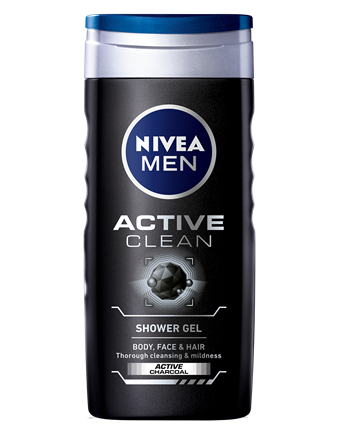 NIVEA
MEN
ACTIVE
CLEAN
SHOWER GEL
BODY, FACE & HAIR
Thorough cleansing & mildness
ACTIVE
CHARCOAL